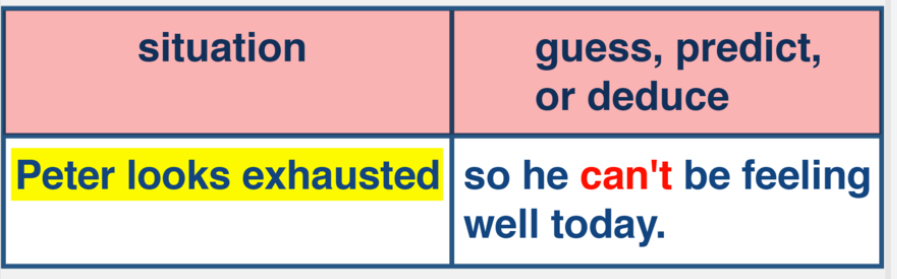 situation
guess, predict,
or deduce
Peter looks exhausted
so he can't be feeling
well today.